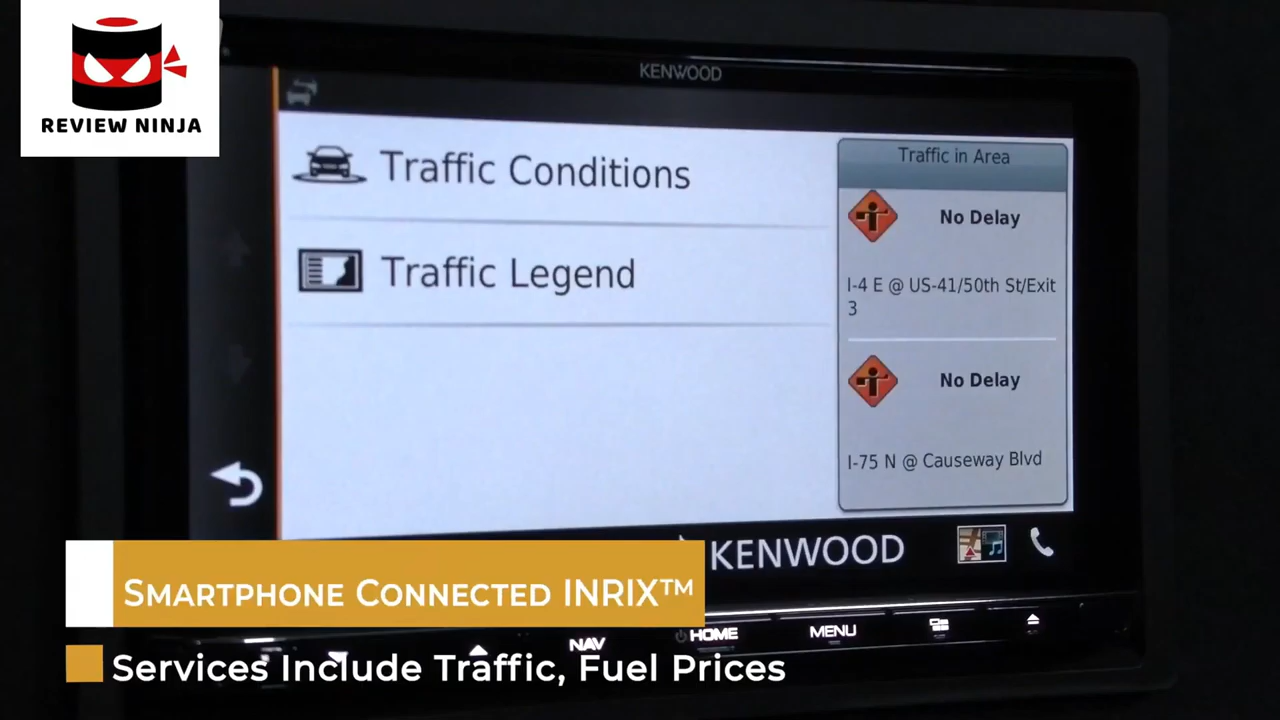 REVIEW NINJA
KENWOOD
Traffic Conditions
Traffic Legend
Traffic in Area
No Delay
I-4 E @ US-41/50th St/Exit
3
No Delay
I-75 N @ Causeway Blvd
KENWOOD
SMARTPHONE CONNECTED INRIX™
NAV
HOME
MENU
Services Include Traffic, Fuel Prices